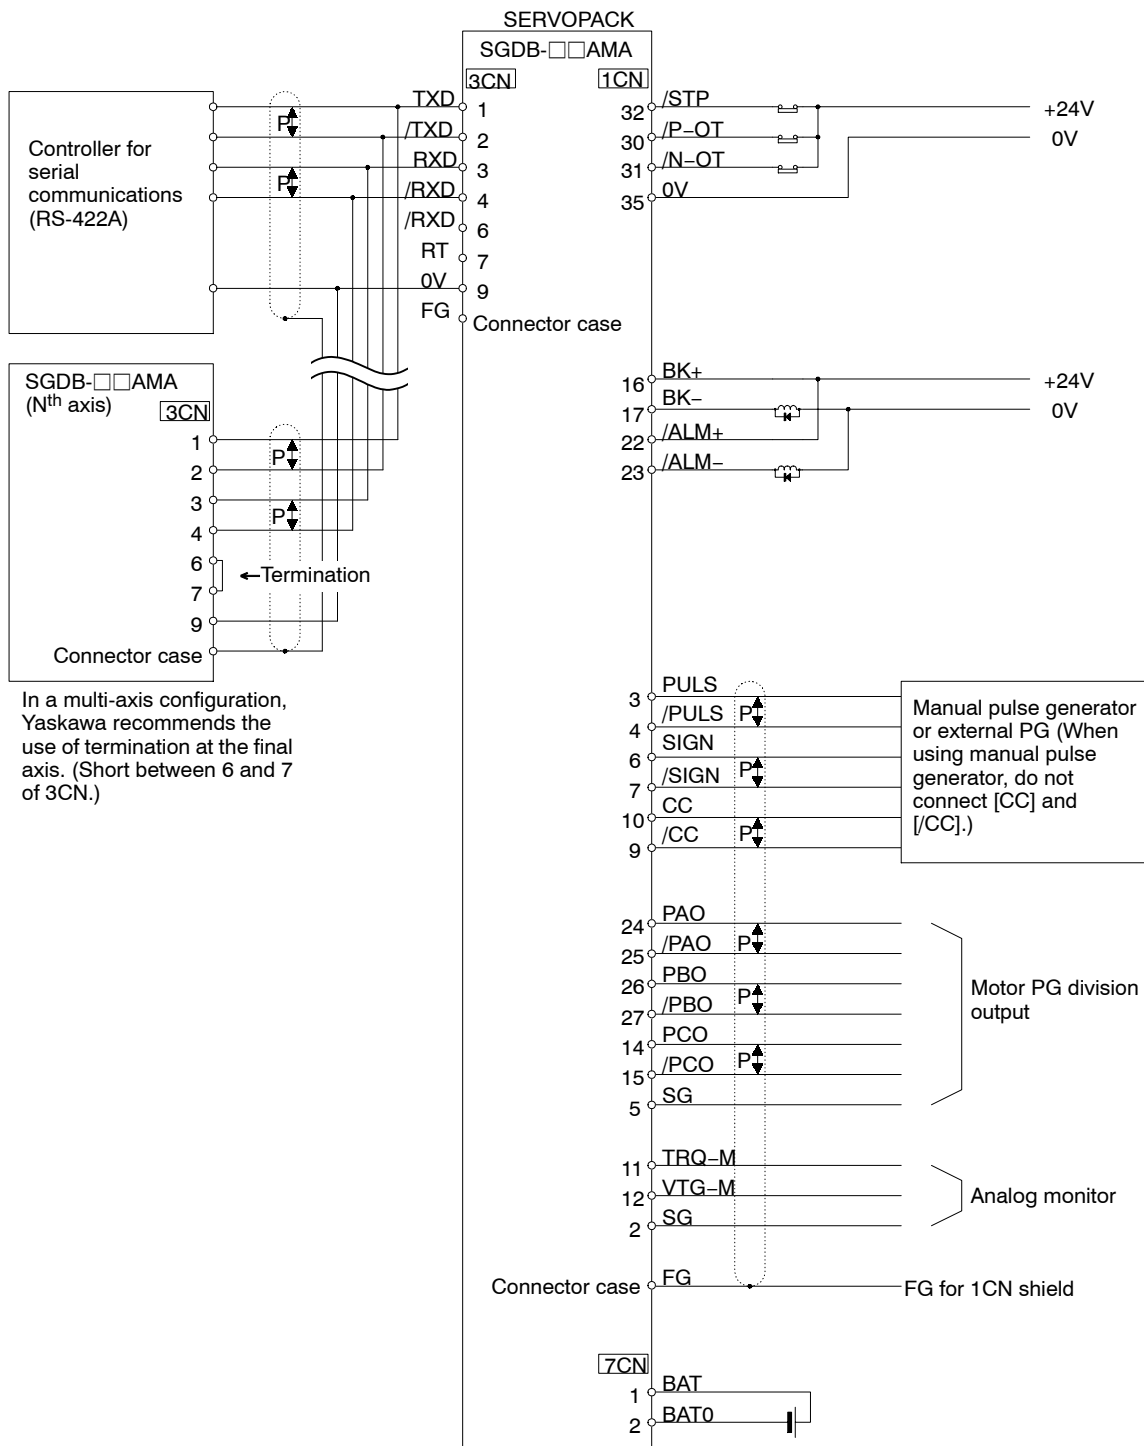 SERVOPACK
SGDB-□□AMA
3CN
1CN
Controller for
serial
communications
(RS-422A)
P
P
TXD
1
/TXD
2
RXD
3
/RXD
4
/RXD
6
RT
7
0V
9
FG
Connector case
32
/STP
30
/P−OT
31
/N−OT
35
0V
+24V
0V
SGDB-□□AMA
(Nth axis)
3CN
1
2
3
4
6
7
9
Connector case
P
P
←Termination
In a multi-axis configuration,
Yaskawa recommends the
use of termination at the final
axis. (Short between 6 and 7
of 3CN.)
16
BK+
17
BK−
22
/ALM+
23
/ALM−
+24V
0V
3
PULS
4
/PULS
P
6
SIGN
7
/SIGN
P
10
CC
9
/CC
P
Manual pulse generator
or external PG (When
using manual pulse
generator, do not
connect [CC] and
[/CC].)
24
PAO
25
/PAO
P
26
PBO
27
/PBO
P
14
PCO
15
/PCO
P
5
SG
Motor PG division
output
11
TRQ−M
12
VTG−M
2
SG
Analog monitor
Connector case
FG
FG for 1CN shield
7CN
1
BAT
2
BAT0